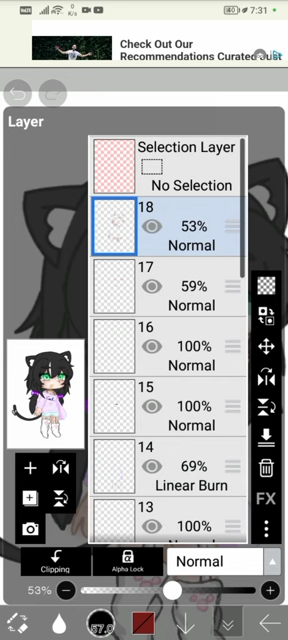 7:31
Check Out Our
Recommendations Curated Just
Layer
Selection Layer
No Selection
18
53%
Normal
17
59%
Normal
16
100%
Normal
15
100%
Normal
14
69%
Linear Burn
13
100%
FX
Clipping
Alpha Lock
Normal
53%
57.0